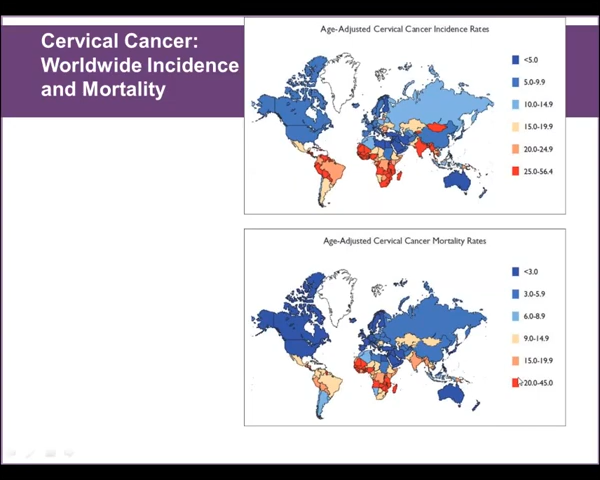 Cervical Cancer:
Worldwide Incidence
and Mortality
Age-Adjusted Cervical Cancer Incidence Rates
<5.0
5.0-9.9
10.0-14.9
15.0-19.9
20.0-24.9
25.0-56.4
Age-Adjusted Cervical Cancer Mortality Rates
<3.0
3.0-5.9
6.0-8.9
9.0-14.9
15.0-19.9
20.0-45.0